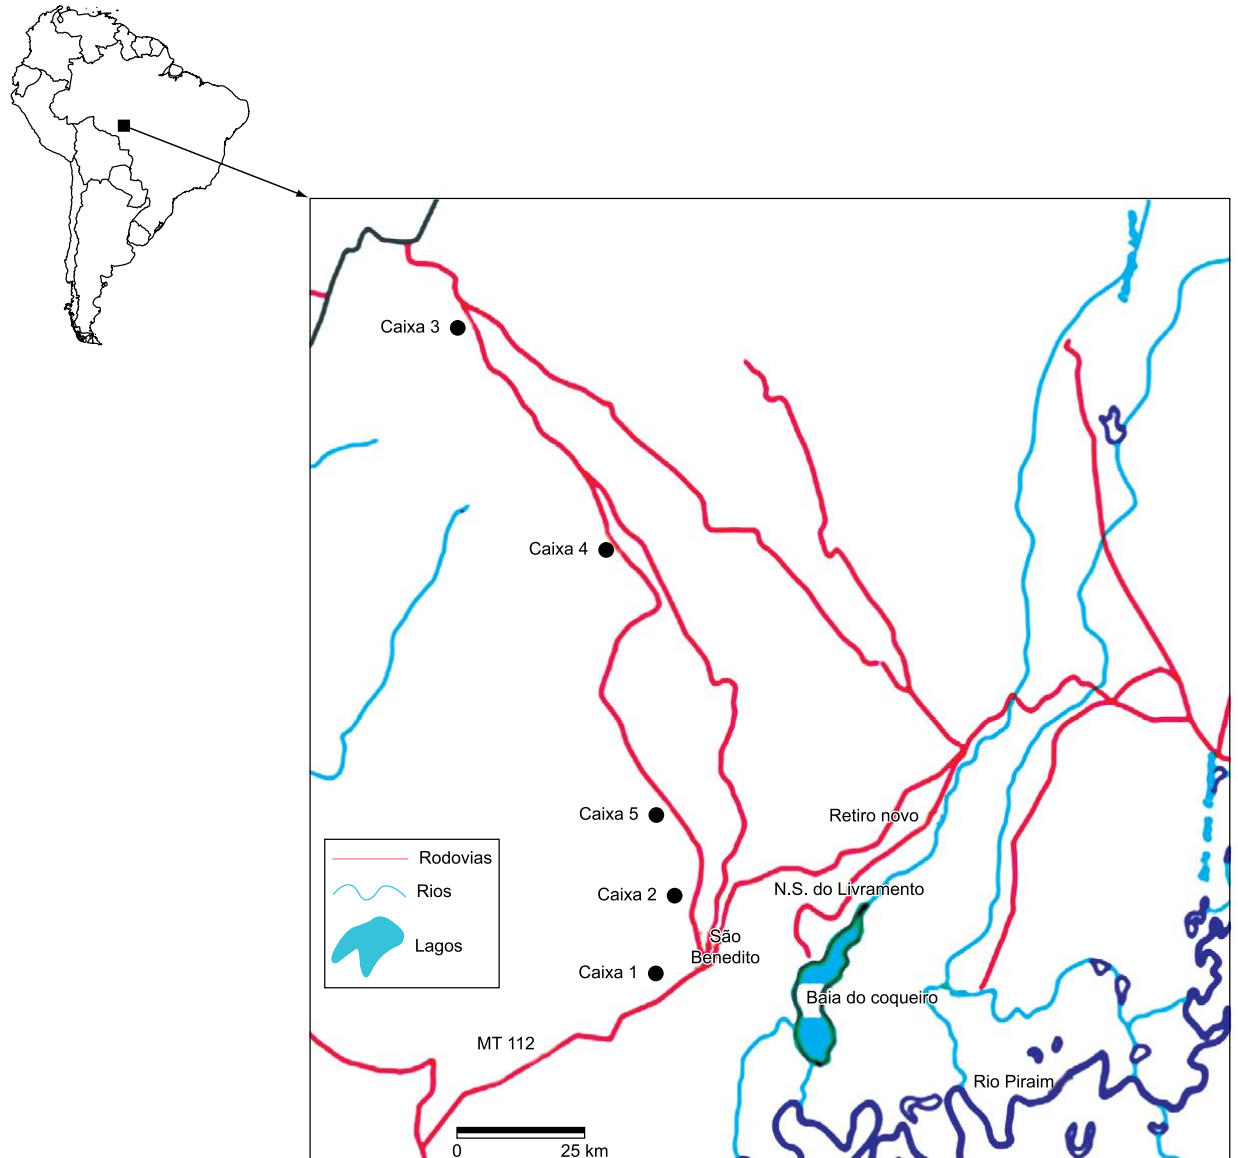 Caixa 3
Caixa 4
Caixa 5
Retiro novo
Rodovias
Rios
Lagos
Caixa 2
N.S. do Livramento
São
Benedito
Caixa 1
Baia do coqueiro
MT 112
Rio Piraim
0 25 km